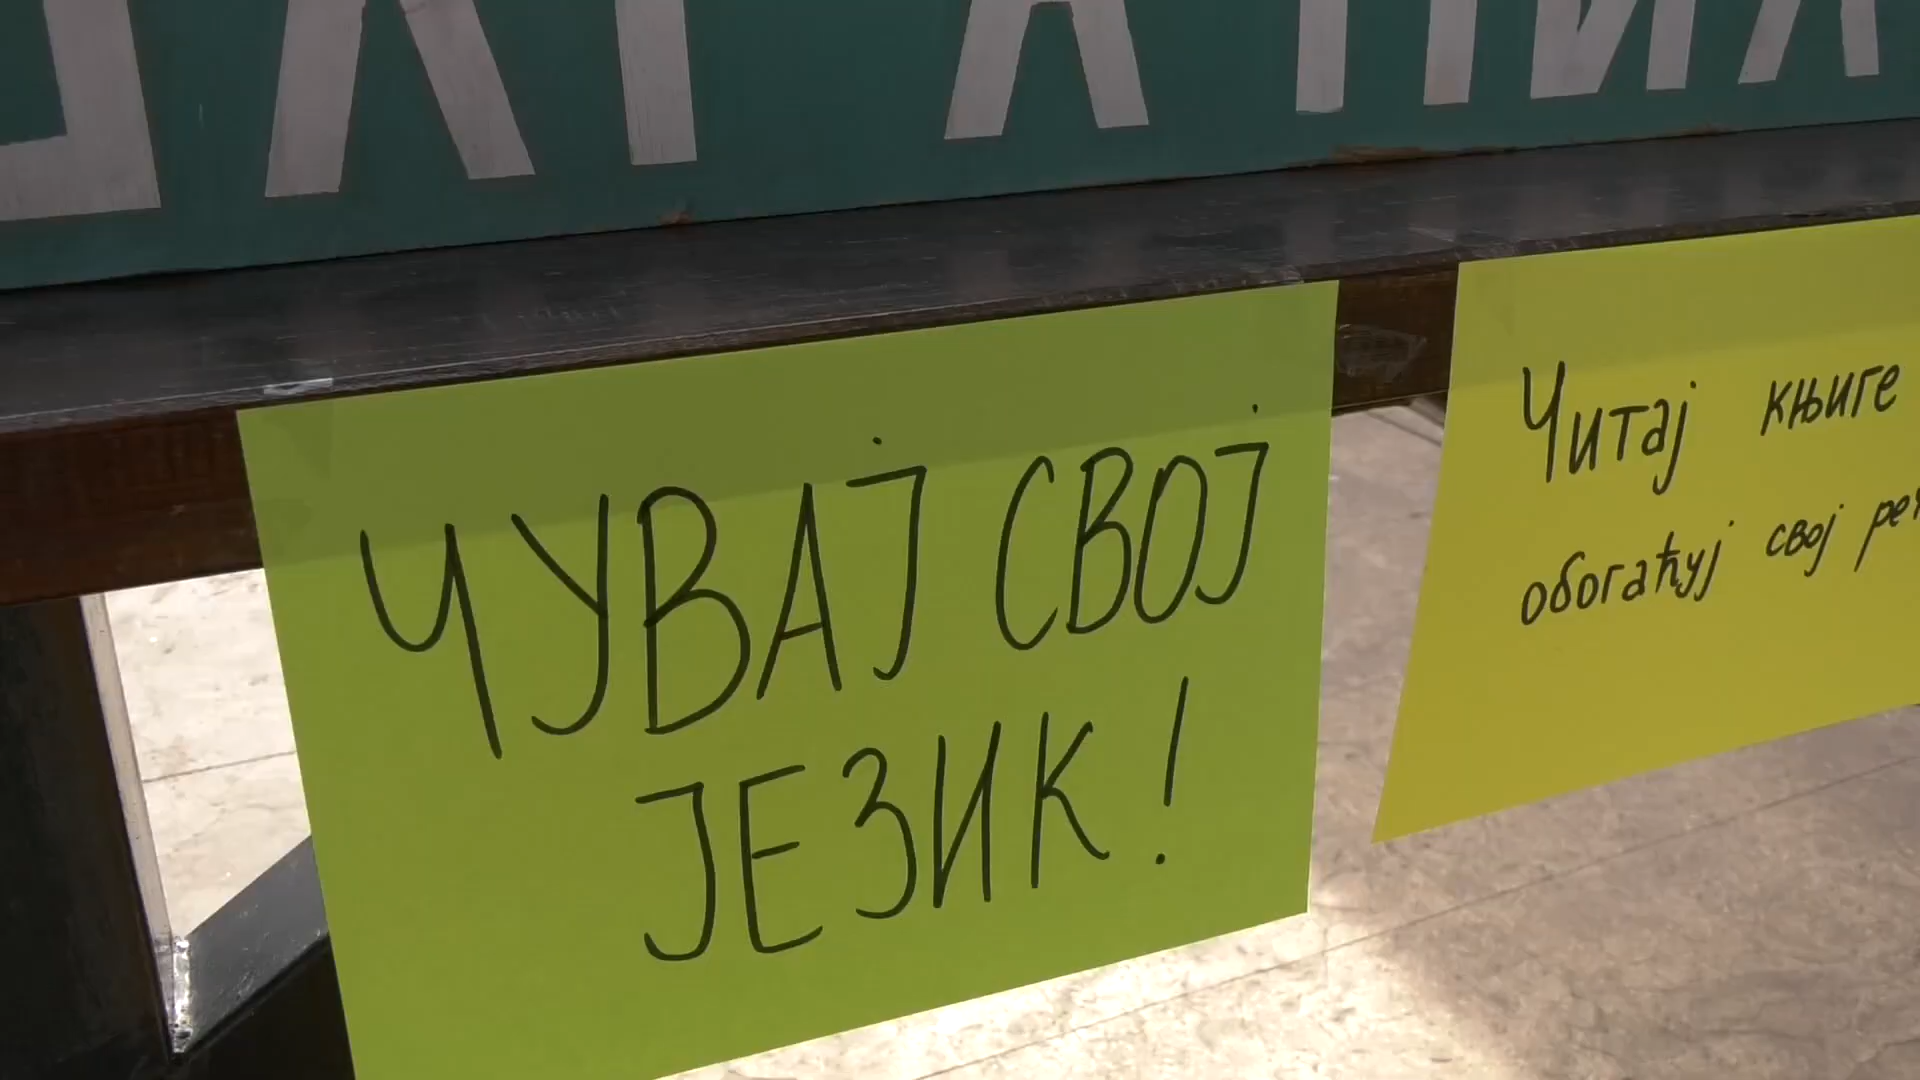 ЧУВАЈ СВОЈ
ЈЕЗИК!
Читај књиге
обогаћуј свој